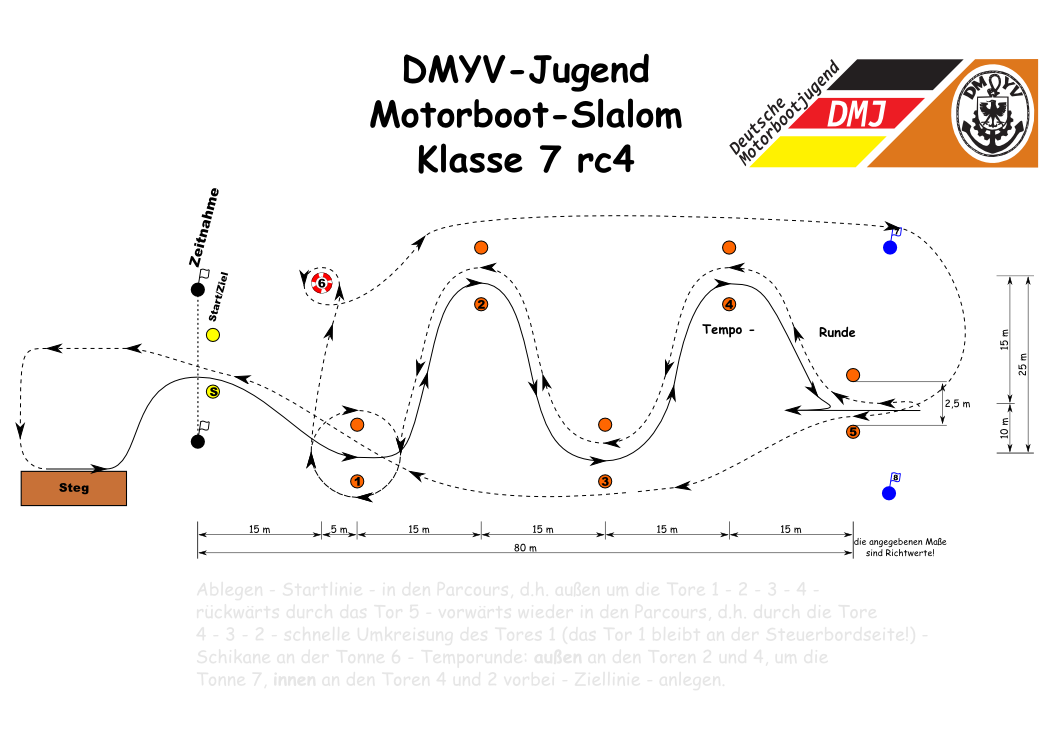 DMYV-Jugend
Motorboot-Slalom
Klasse 7 rc4
Deutsche
Motorbootjugend
DMJ
DM YV
Zeitnahme
Start/Ziel
6
7
2
4
Tempo -
Runde
S
5
1
3
8
Steg
15 m
25 m
2,5 m
10 m
15 m
5 m
15 m
15 m
15 m
15 m
80 m
die angegebenen Maße
sind Richtwerte!
Ablegen - Startlinie - in den Parcours, d.h. außen um die Tore 1 - 2 - 3 - 4 -
rückwärts durch das Tor 5 - vorwärts wieder in den Parcours, d.h. durch die Tore
4 - 3 - 2 - schnelle Umkreisung des Tores 1 (das Tor 1 bleibt an der Steuerbordseite!) -
Schikane an der Tonne 6 - Temporunde: außen an den Toren 2 und 4, um die
Tonne 7, innen an den Toren 4 und 2 vorbei - Ziellinie - anlegen.